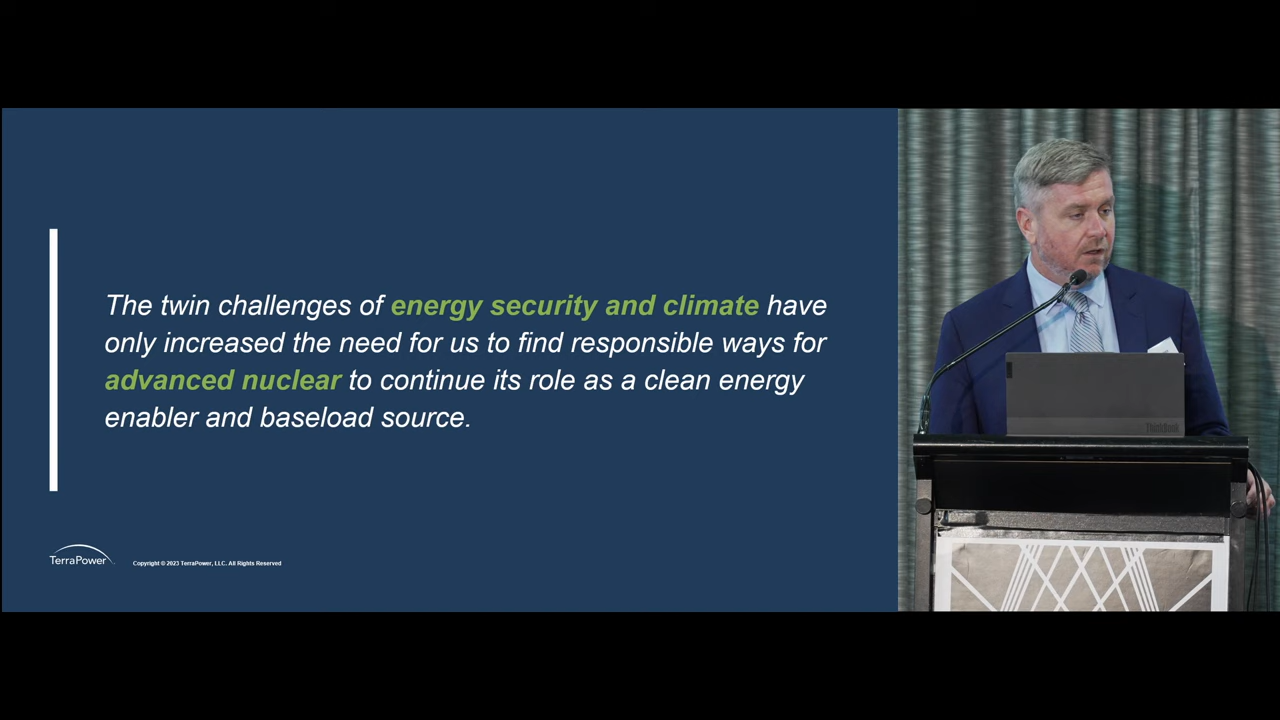 The twin challenges of energy security and climate have
only increased the need for us to find responsible ways for
advanced nuclear to continue its role as a clean energy
enabler and baseload source.
TerraPower
Copyright © 2023 TerraPower, LLC. All Rights Reserved
ThinkBook